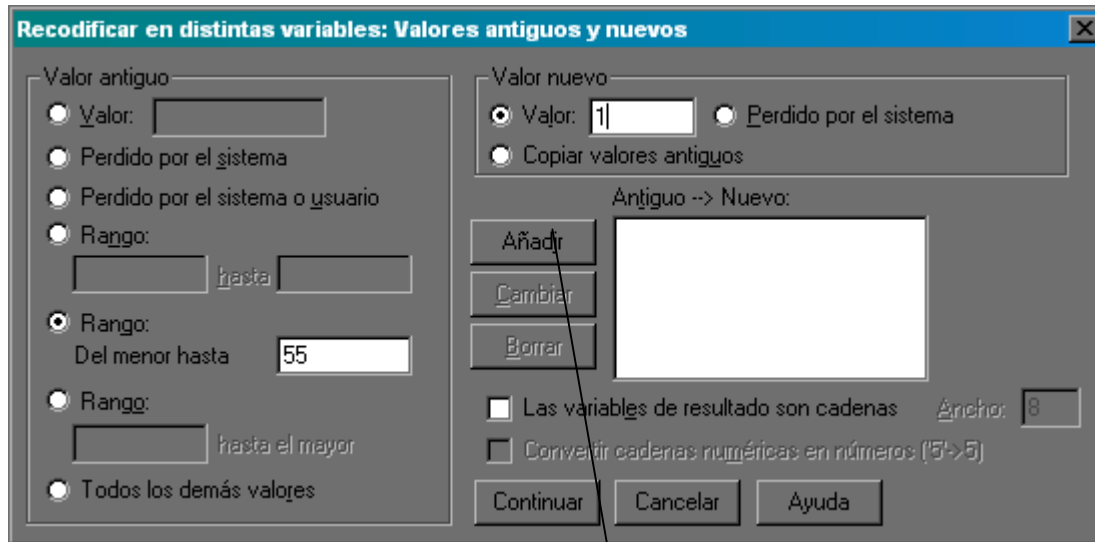 Recodificar en distintas variables: Valores antiguos y nuevos
Valor antiguo
Valor:
Perdido por el sistema
Perdido por el sistema o usuario
Rango:
hasta
Rango:
Del menor hasta 55
Rango:
hasta el mayor
Todos los demás valores
Valor nuevo
Valor: 1 Perdido por el sistema
Copiar valores antiguos
Antiguo --> Nuevo:
Añadir
Cambiar
Borrar
Las variables de resultado son cadenas Ancho: 8
Convertir cadenas numéricas en números ('5'->5)
Continuar Cancelar Ayuda